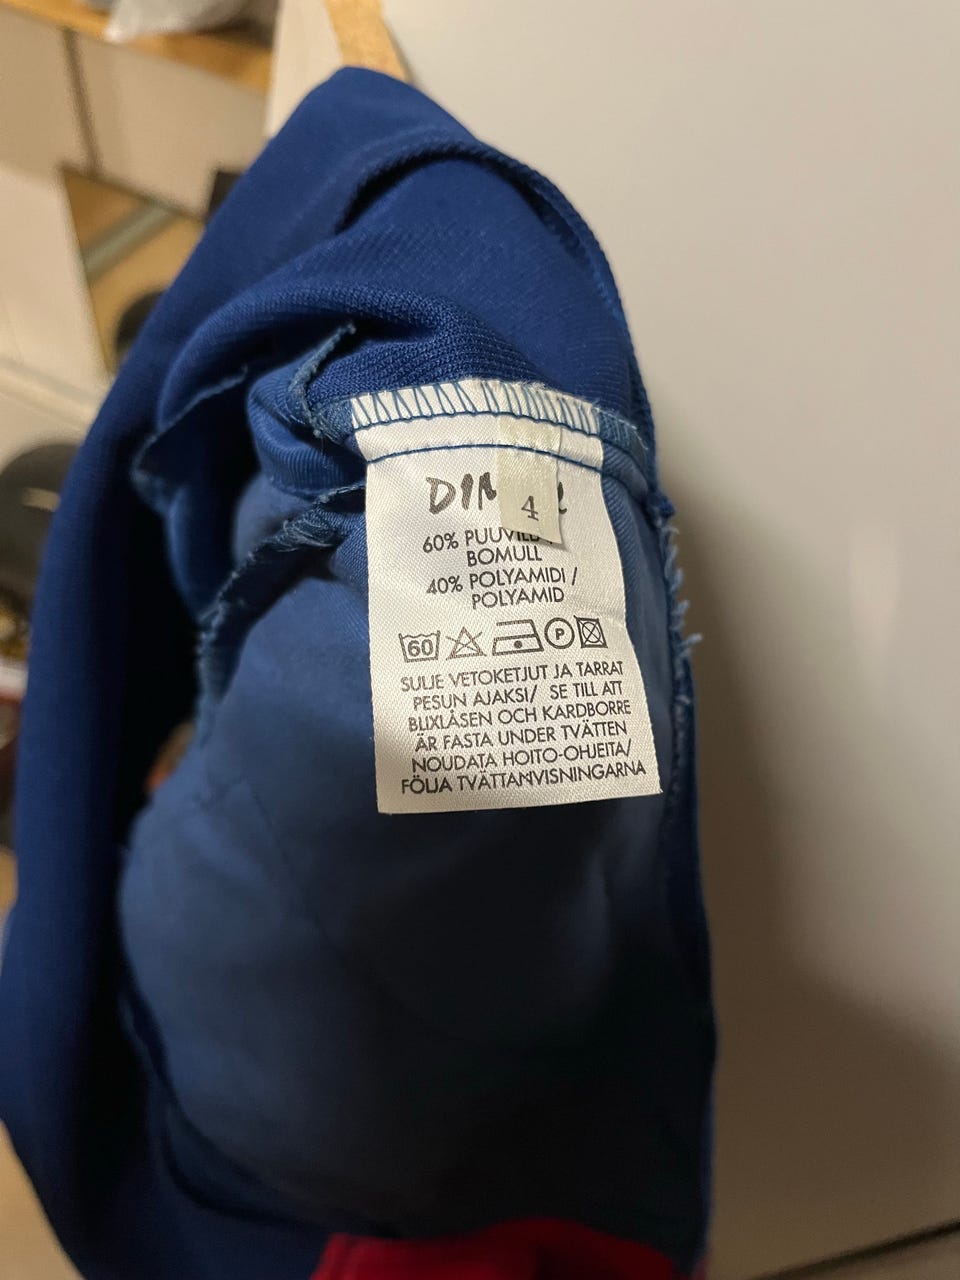 4
60%
BOMULL
40% POLYAMIDI /
POLYAMID
60
P
SULJE VETOKETJUT JA TARRAT
PESUN AJAKSI/ SE TILL ATT
BLIXLÅSEN OCH KARDBORRE
ÄR FASTA UNDER TVÄTTEN
NOUDATA HOITO-OHJEITA/
FÖLJA TVÄTTANVISNINGARNA